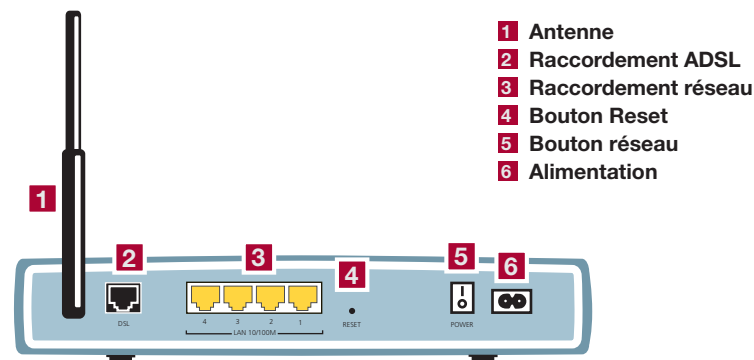 1 Antenne
2 Raccordement ADSL
3 Raccordement réseau
4 Bouton Reset
5 Bouton réseau
6 Alimentation
1
2
3
4
5
6
DSL
4 3 2 1
LAN 10/100M
RESET
POWER